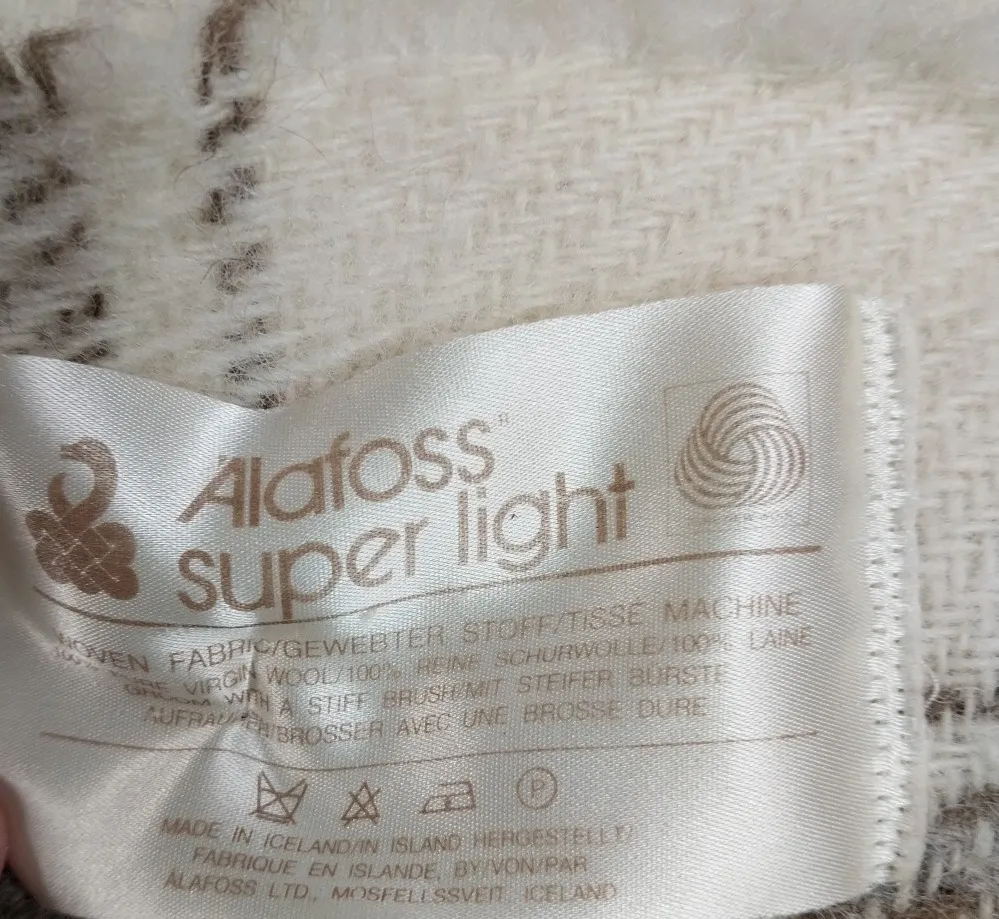 Álafoss
super light
WOVEN FABRIC/GEWEBTER STOFF/TISSÉ MACHINE
100% PURE VIRGIN WOOL/100% REINE SCHURWOLLE/100% LAINE
GROOM WITH A STIFF BRUSH/MIT STEIFER BÜRSTE
AUFRAUHEN/BROSSER AVEC UNE BROSSE DURE
P
MADE IN ICELAND/IN ISLAND HERGESTELLT/
FABRIQUE EN ISLANDE, BY/VON/PAR
ÁLAFOSS LTD., MOSFELLSSVEIT, ICELAND